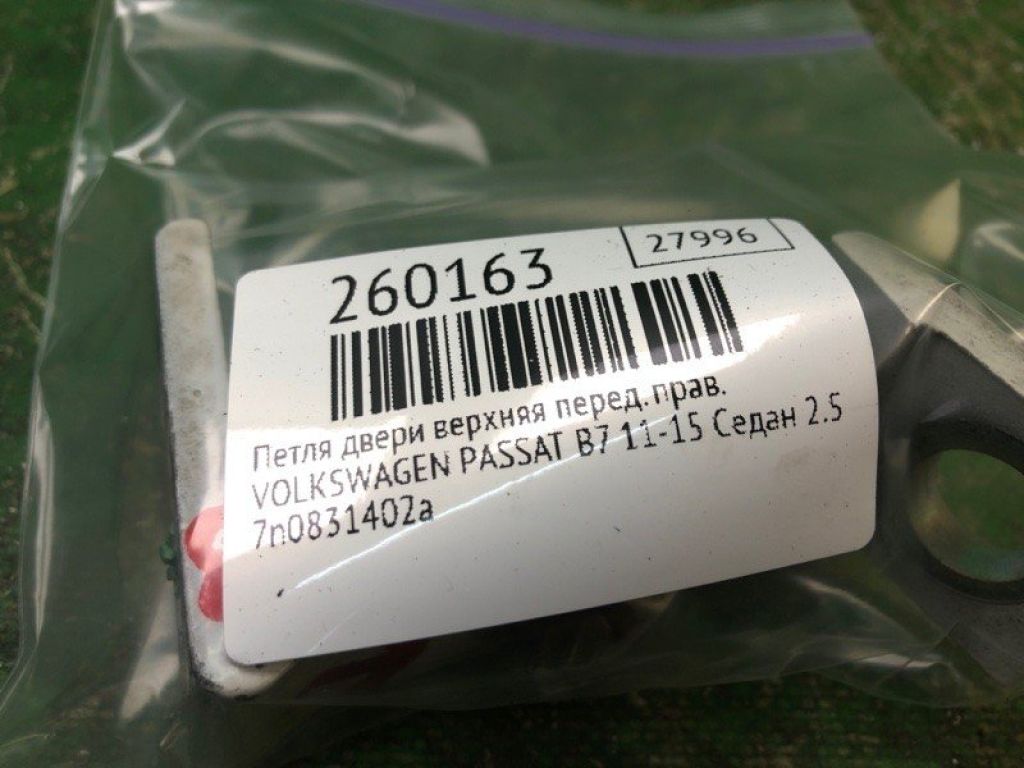 27996
260163
Петля двери верхняя перед.прав.
VOLKSWAGEN PASSAT B7 11-15 Седан 2.5
7n0831402a